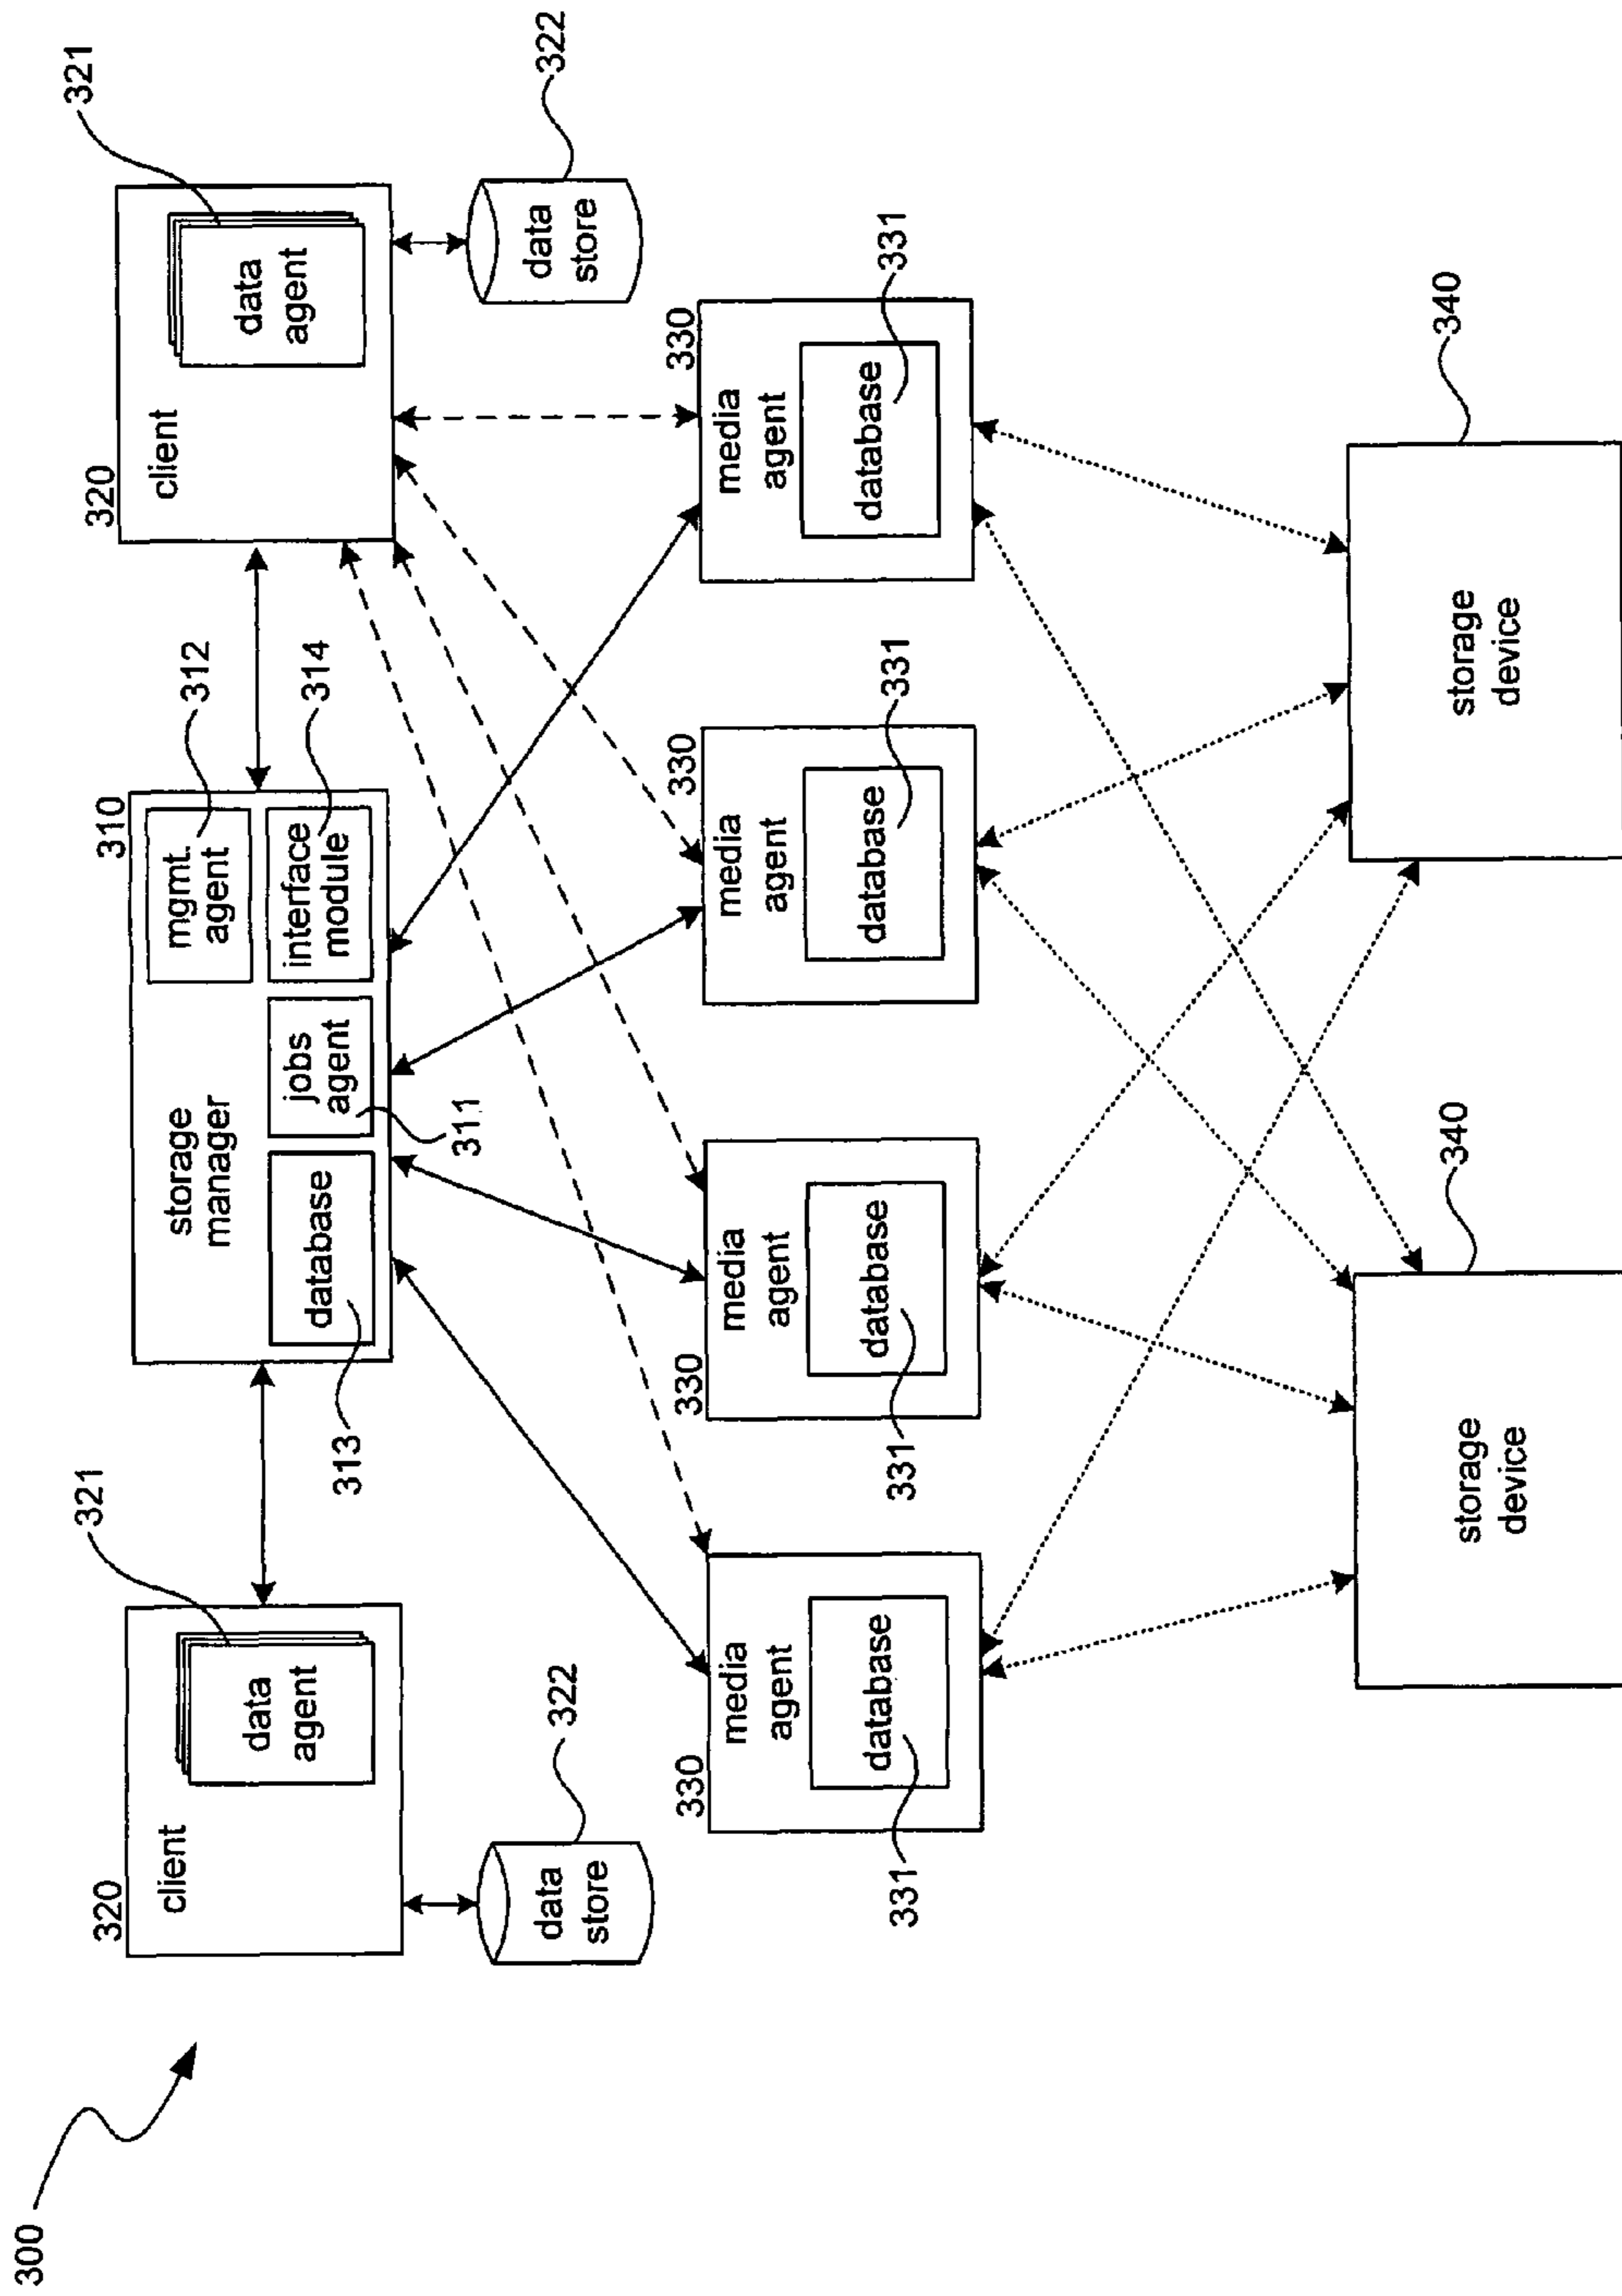 300
320
client
data
agent
321
data
store
322
310
storage
manager
mgmt.
agent
312
database
313
jobs
agent
311
interface
module
314
320
client
data
agent
321
data
store
322
330
media
agent
database
331
330
media
agent
database
331
330
media
agent
database
331
330
media
agent
database
331
storage
device
340
storage
device
340